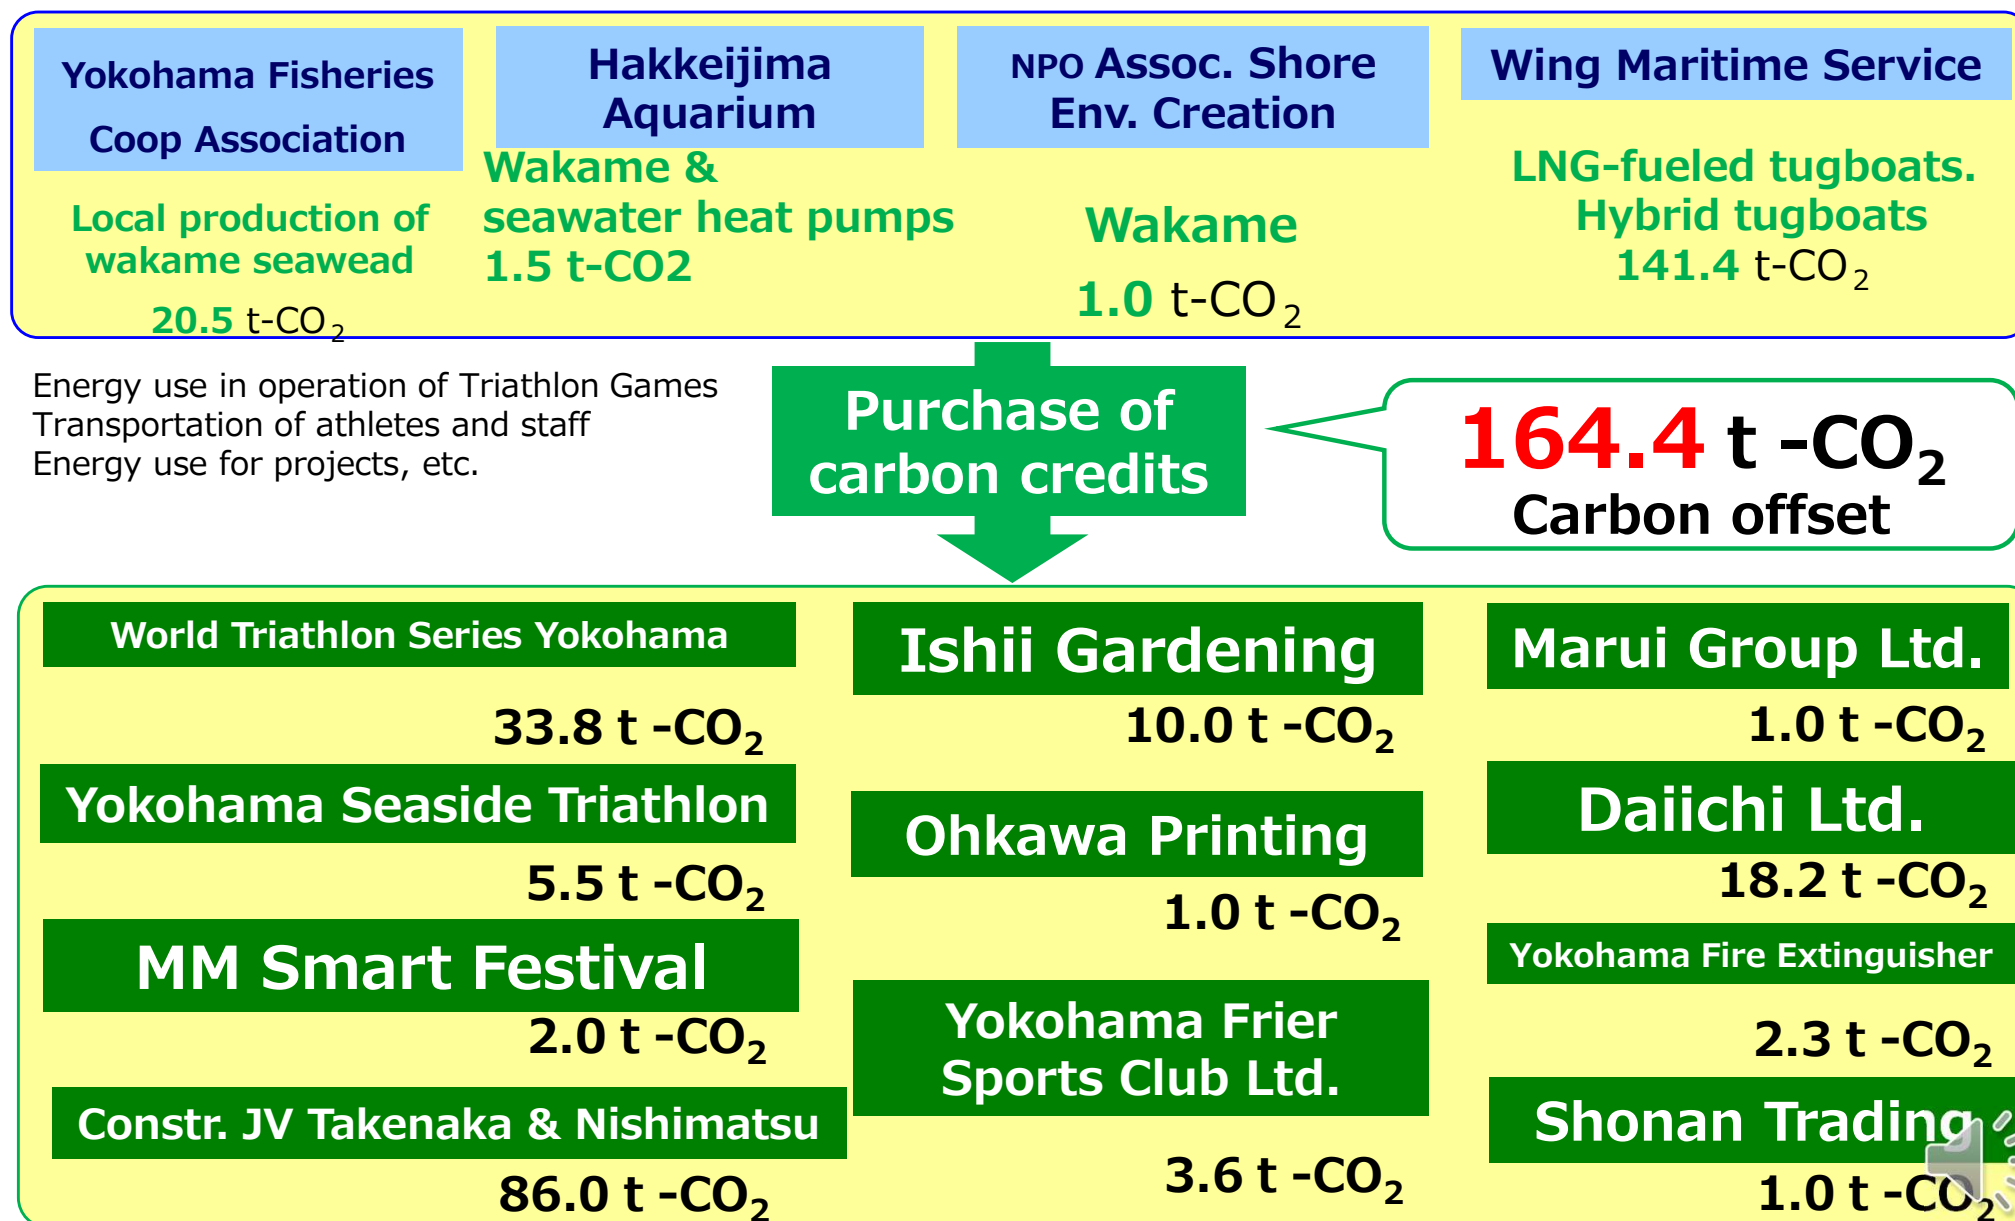 Yokohama Fisheries
Coop Association
Local production of
wakame seawead
20.5 t-CO2
Hakkeijima
Aquarium
Wakame &
seawater heat pumps
1.5 t-CO2
NPO Assoc. Shore
Env. Creation
Wakame
1.0 t-CO2
Wing Maritime Service
LNG-fueled tugboats.
Hybrid tugboats
141.4 t-CO2
Energy use in operation of Triathlon Games
Transportation of athletes and staff
Energy use for projects, etc.
Purchase of
carbon credits
164.4 t -CO2
Carbon offset
World Triathlon Series Yokohama
33.8 t -CO2
Yokohama Seaside Triathlon
5.5 t -CO2
MM Smart Festival
2.0 t -CO2
Constr. JV Takenaka & Nishimatsu
86.0 t -CO2
Ishii Gardening
10.0 t -CO2
Ohkawa Printing
1.0 t -CO2
Yokohama Frier
Sports Club Ltd.
3.6 t -CO2
Marui Group Ltd.
1.0 t -CO2
Daiichi Ltd.
18.2 t -CO2
Yokohama Fire Extinguisher
2.3 t -CO2
Shonan Trading
1.0 t -CO2